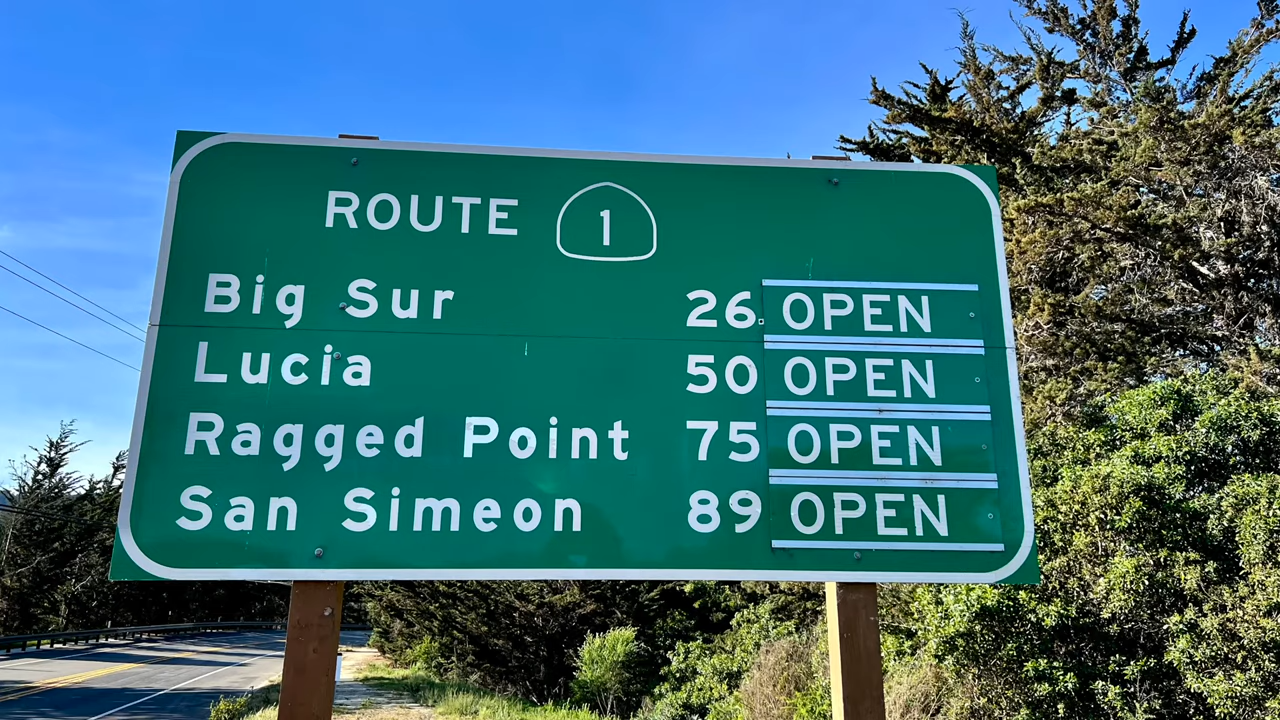 ROUTE 1
Big Sur 26 OPEN
Lucia 50 OPEN
Ragged Point 75 OPEN
San Simeon 89 OPEN